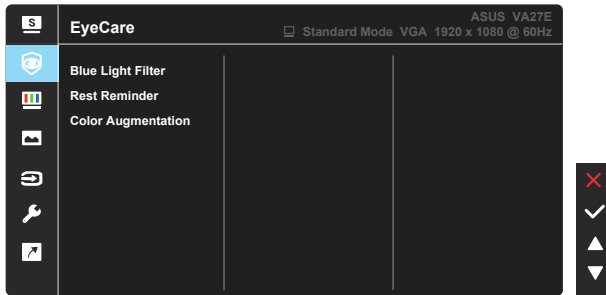 S
EyeCare
ASUS VA27E
Standard Mode VGA 1920 x 1080 @ 60Hz
Blue Light Filter
Rest Reminder
Color Augmentation